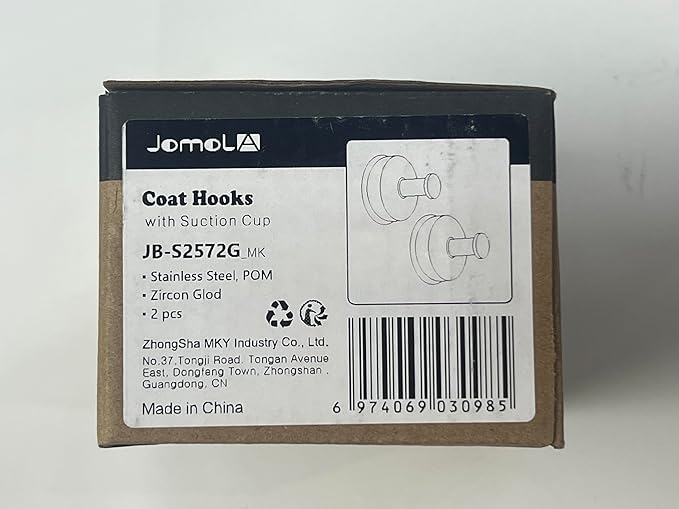 JomoLA
Coat Hooks
with Suction Cup
JB-S2572G_MK
• Stainless Steel, POM
• Zircon Glod
• 2 pcs
ZhongSha MKY Industry Co., Ltd.
No.37,Tongji Road. Tongan Avenue
East, Dongfeng Town, Zhongshan .
Guangdong, CN
Made in China
6 974069 030985